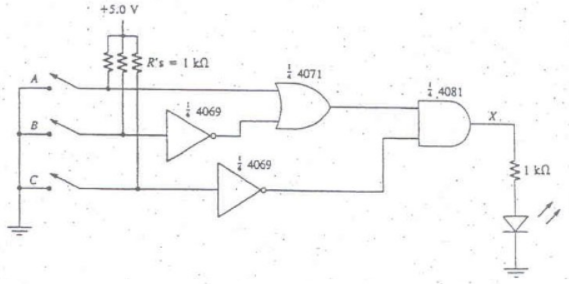 +5.0 V
R's = 1 kΩ
A
1/4 4071
1/4 4081
1/4 4069
B
X
1/4 4069
C
1 kΩ